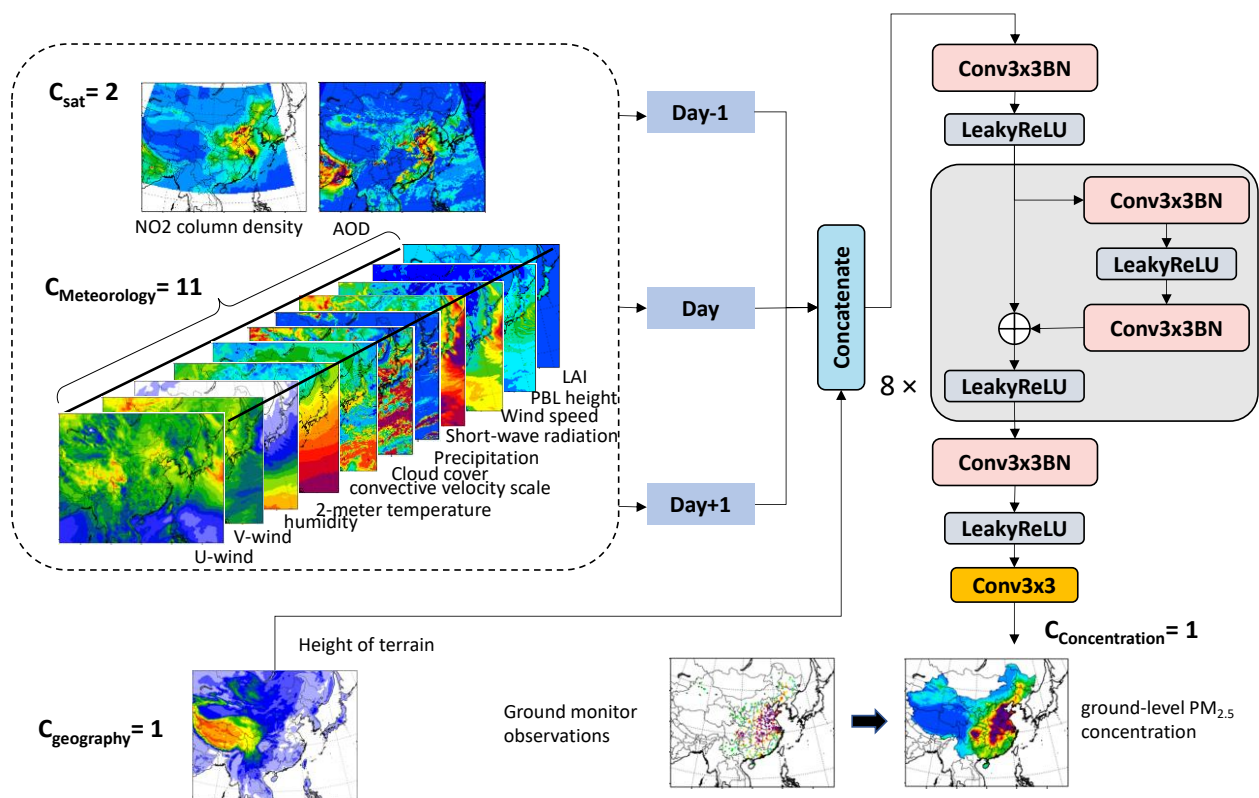 C_sat= 2
NO2 column density
AOD
C_Meteorology= 11
LAI
PBL height
Wind speed
Short-wave radiation
Precipitation
Cloud cover
convective velocity scale
2-meter temperature
humidity
V-wind
U-wind
Height of terrain
C_geography= 1
Day-1
Day
Day+1
Concatenate
Conv3x3BN
LeakyReLU
8 ×
Conv3x3BN
LeakyReLU
Conv3x3BN
LeakyReLU
Conv3x3BN
LeakyReLU
Conv3x3
C_Concentration= 1
Ground monitor
observations
ground-level PM2.5
concentration